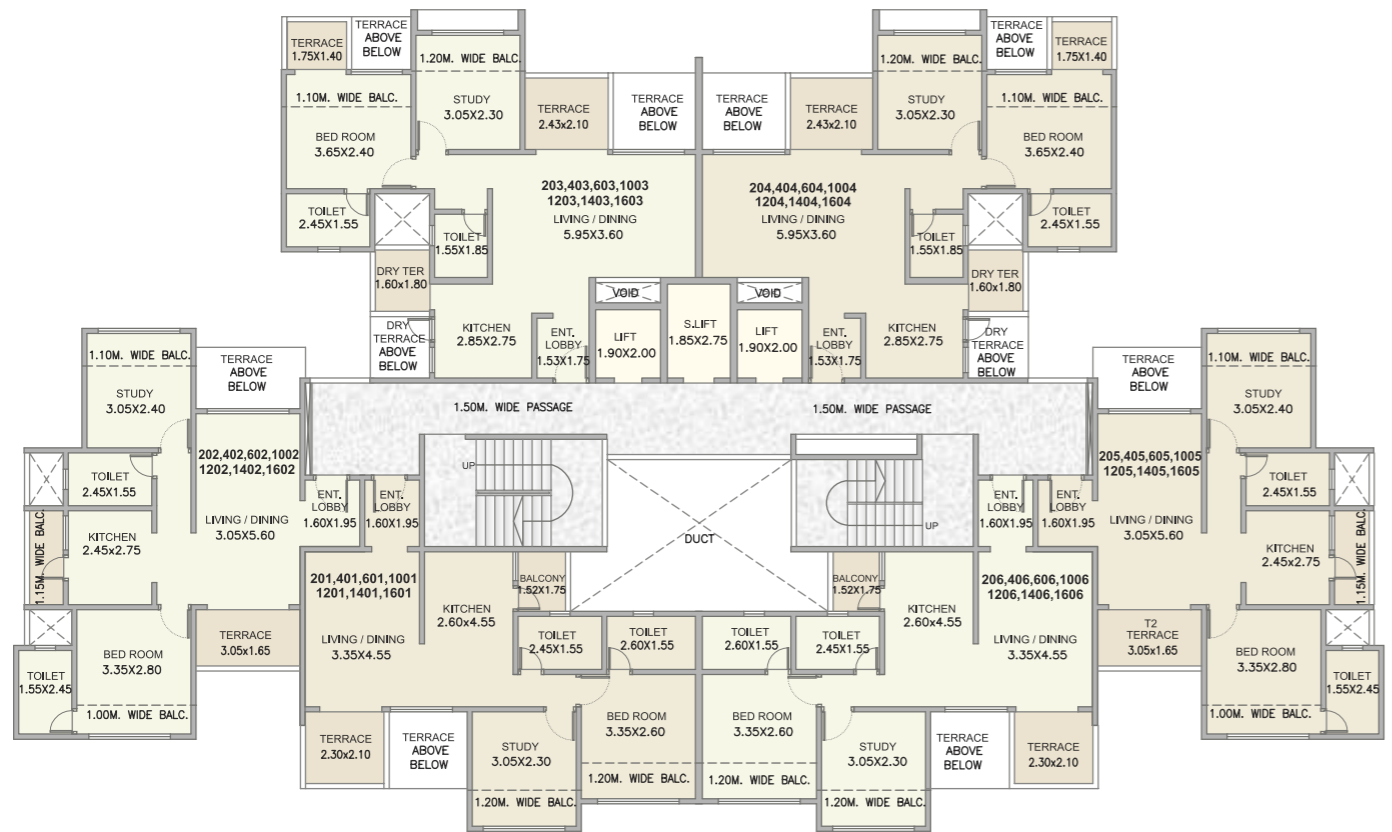 TERRACE
1.75X1.40
TERRACE
ABOVE
BELOW
1.20M. WIDE BALC.
STUDY
3.05X2.30
1.10M. WIDE BALC.
BED ROOM
3.65X2.40
TERRACE
2.43x2.10
TERRACE
ABOVE
BELOW
TERRACE
ABOVE
BELOW
TERRACE
2.43x2.10
1.20M. WIDE BALC.
STUDY
3.05X2.30
TERRACE
ABOVE
BELOW
TERRACE
1.75X1.40
1.10M. WIDE BALC.
BED ROOM
3.65X2.40
203,403,603,1003
1203,1403,1603
LIVING / DINING
5.95X3.60
204,404,604,1004
1204,1404,1604
LIVING / DINING
5.95X3.60
TOILET
2.45X1.55
TOILET
1.55X1.85
TOILET
1.55X1.85
TOILET
2.45X1.55
DRY TER
1.60x1.80
DRY TER
1.60x1.80
DRY
TERRACE
ABOVE
BELOW
KITCHEN
2.85X2.75
ENT.
LOBBY
1.53X1.75
VOID
LIFT
1.90X2.00
S.LIFT
1.85X2.75
VOID
LIFT
1.90X2.00
ENT.
LOBBY
1.53X1.75
KITCHEN
2.85X2.75
DRY
TERRACE
ABOVE
BELOW
1.10M. WIDE BALC.
STUDY
3.05X2.40
TERRACE
ABOVE
BELOW
1.50M. WIDE PASSAGE
1.50M. WIDE PASSAGE
TERRACE
ABOVE
BELOW
1.10M. WIDE BALC.
STUDY
3.05X2.40
202,402,602,1002
1202,1402,1602
LIVING / DINING
3.05X5.60
TOILET
2.45X1.55
KITCHEN
2.45x2.75
1.15M. WIDE BALC.
ENT.
LOBBY
1.60X1.95
ENT.
LOBBY
1.60X1.95
UP
DUCT
UP
ENT.
LOBBY
1.60X1.95
ENT.
LOBBY
1.60X1.95
205,405,605,1005
1205,1405,1605
LIVING / DINING
3.05X5.60
TOILET
2.45X1.55
KITCHEN
2.45x2.75
1.15M. WIDE BALC.
201,401,601,1001
1201,1401,1601
LIVING / DINING
3.35X4.55
KITCHEN
2.60x4.55
BALCONY
1.52X1.75
BALCONY
1.52X1.75
KITCHEN
2.60x4.55
206,406,606,1006
1206,1406,1606
LIVING / DINING
3.35X4.55
TOILET
2.45X1.55
TOILET
2.60X1.55
TOILET
2.60X1.55
TOILET
2.45X1.55
TERRACE
3.05x1.65
BED ROOM
3.35X2.80
TOILET
1.55X2.45
1.00M. WIDE BALC.
T2
TERRACE
3.05x1.65
BED ROOM
3.35X2.80
TOILET
1.55X2.45
1.00M. WIDE BALC.
TERRACE
2.30x2.10
TERRACE
ABOVE
BELOW
STUDY
3.05X2.30
1.20M. WIDE BALC.
BED ROOM
3.35X2.60
1.20M. WIDE BALC.
BED ROOM
3.35X2.60
1.20M. WIDE BALC.
STUDY
3.05X2.30
1.20M. WIDE BALC.
TERRACE
ABOVE
BELOW
TERRACE
2.30x2.10